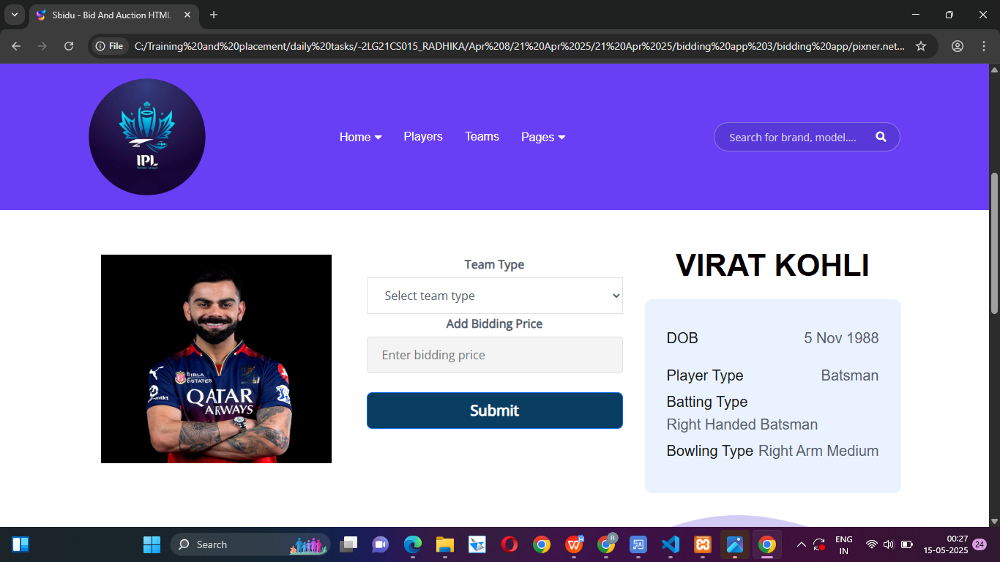 Sbidu - Bid And Auction HTML
File
C:/Training%20and%20placement/daily%20tasks/-2LG21CS015_RADHIKA/Apr%208/21%20Apr%2025/21%20Apr%2025/bidding%20app%203/bidding%20app/pixner.net...
IPL
Home
Players
Teams
Pages
Search for brand, model....
BIRLA
ESTATES
QATAR
AIRWAYS
Team Type
Select team type
Add Bidding Price
Enter bidding price
Submit
VIRAT KOHLI
DOB 5 Nov 1988
Player Type Batsman
Batting Type
Right Handed Batsman
Bowling Type Right Arm Medium
Search
R
ENG
IN
00:27
15-05-2025
24